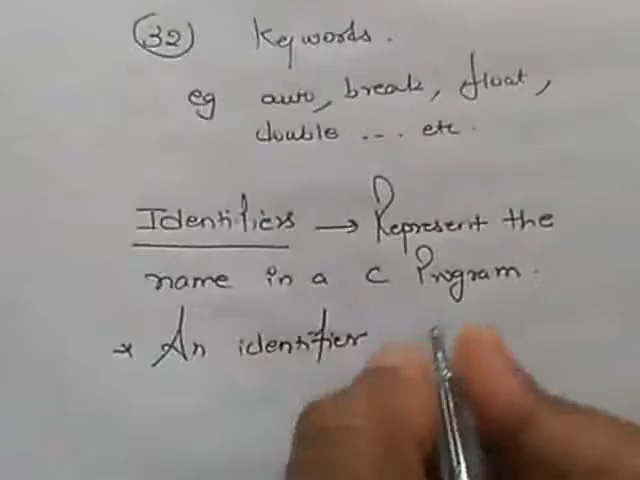 32 Keywords.
eg auto, break, float,
double ... etc.
Identifiers → Represent the
name in a C Program.
* An identifier